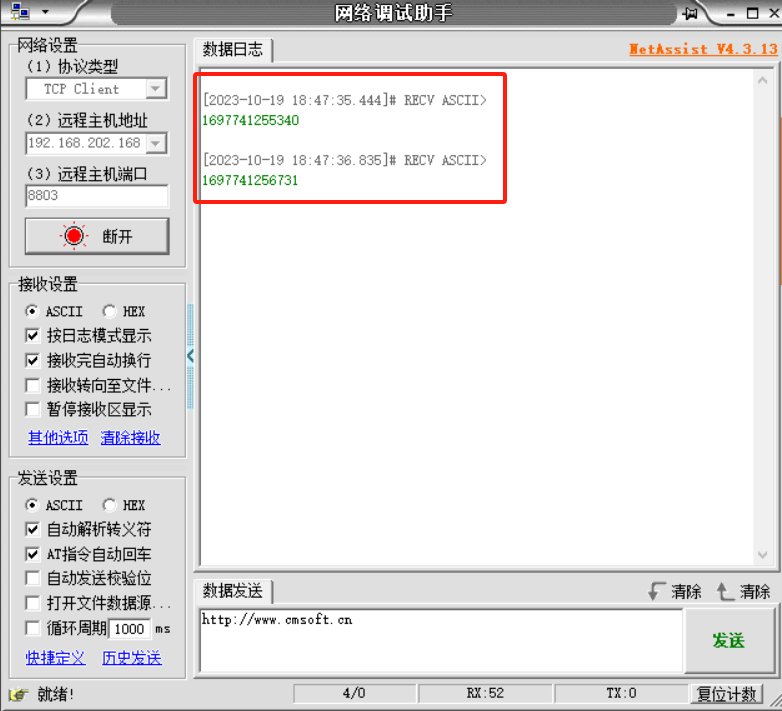 网络调试助手
网络设置
(1) 协议类型
TCP Client
(2) 远程主机地址
192.168.202.168
(3) 远程主机端口
8803
断开
接收设置
ASCII HEX
按日志模式显示
接收完自动换行
接收转向至文件...
暂停接收区显示
其他选项 清除接收
发送设置
ASCII HEX
自动解析转义符
AT指令自动回车
自动发送校验位
打开文件数据源...
循环周期 1000 ms
快捷定义 历史发送
数据日志
NetAssist V4.3.13
[2023-10-19 18:47:35.444]# RECV ASCII>
1697741255340
[2023-10-19 18:47:36.835]# RECV ASCII>
1697741256731
数据发送
清除 清除
http://www.cmsoft.cn
发送
就绪!
4/0
RX:52
TX:0
复位计数